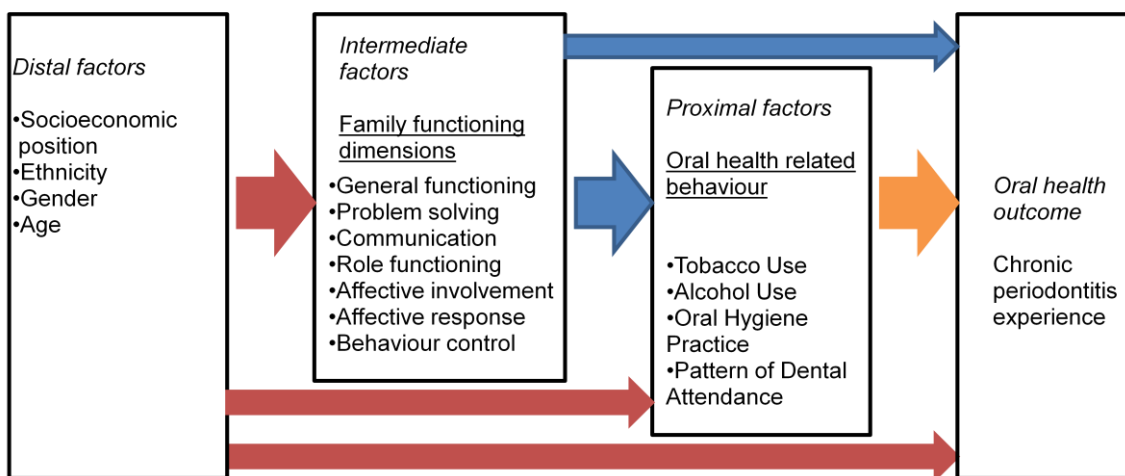 Distal factors
•Socioeconomic
position
•Ethnicity
•Gender
•Age
Intermediate
factors
Family functioning
dimensions
•General functioning
•Problem solving
•Communication
•Role functioning
•Affective involvement
•Affective response
•Behaviour control
Proximal factors
Oral health related
behaviour
•Tobacco Use
•Alcohol Use
•Oral Hygiene
Practice
•Pattern of Dental
Attendance
Oral health
outcome
Chronic
periodontitis
experience